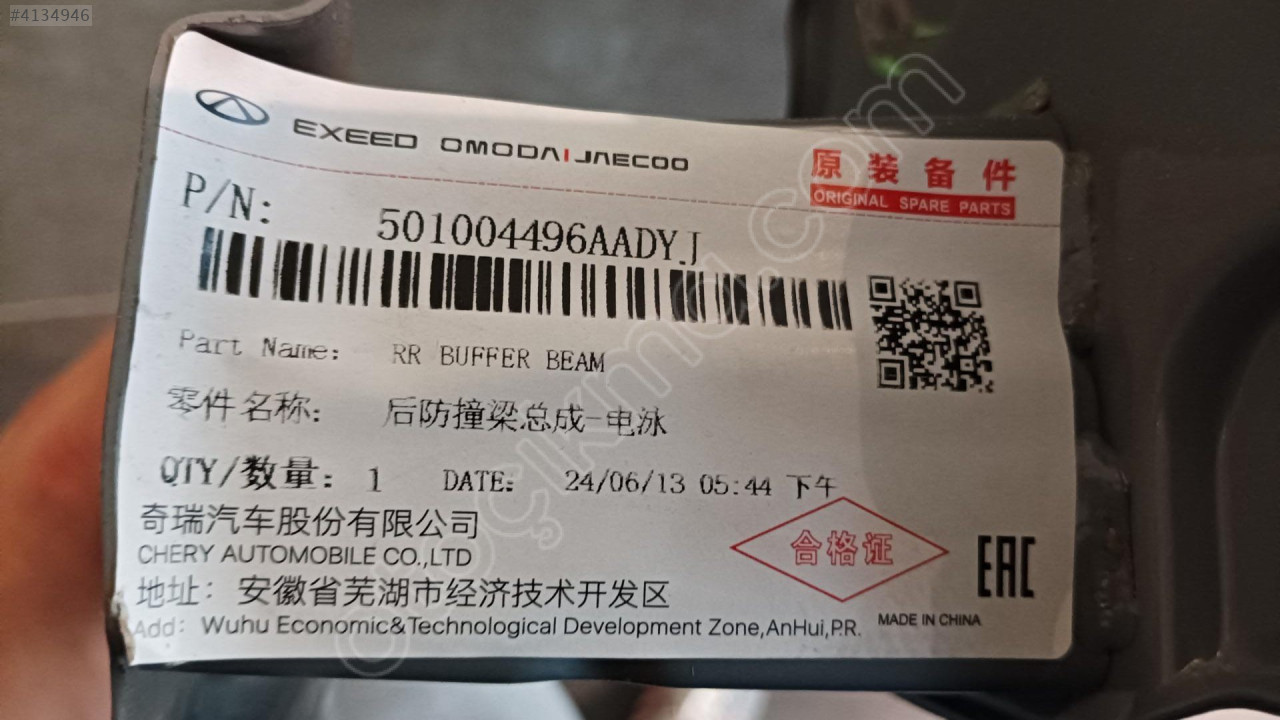 #4134946
EXEED OMODA|JAECOO
原装备件
ORIGINAL SPARE PARTS
P/N: 501004496AADYJ
Part Name: RR BUFFER BEAM
零件名称: 后防撞梁总成-电泳
QTY/数量: 1 DATE: 24/06/13 05:44 下午
奇瑞汽车股份有限公司
CHERY AUTOMOBILE CO.,LTD
合格证
EAC
地址: 安徽省芜湖市经济技术开发区
Add: Wuhu Economic&Technological Development Zone,AnHui,P.R.
MADE IN CHINA